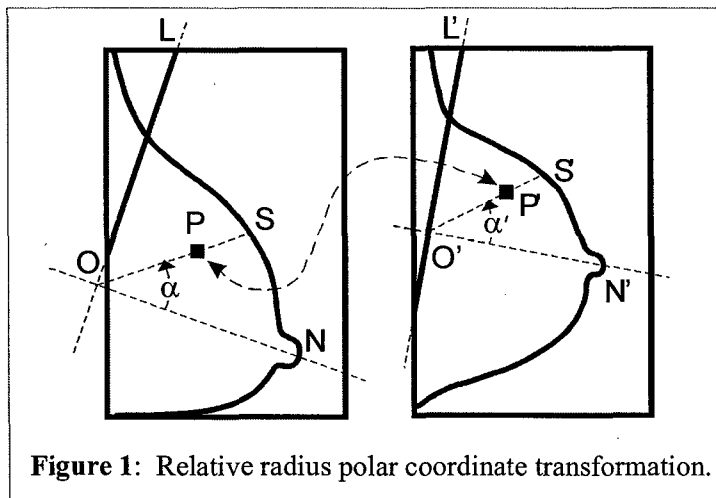 L
L'
P
S
O
α
N
S'
P'
α'
O'
N'
Figure 1: Relative radius polar coordinate transformation.